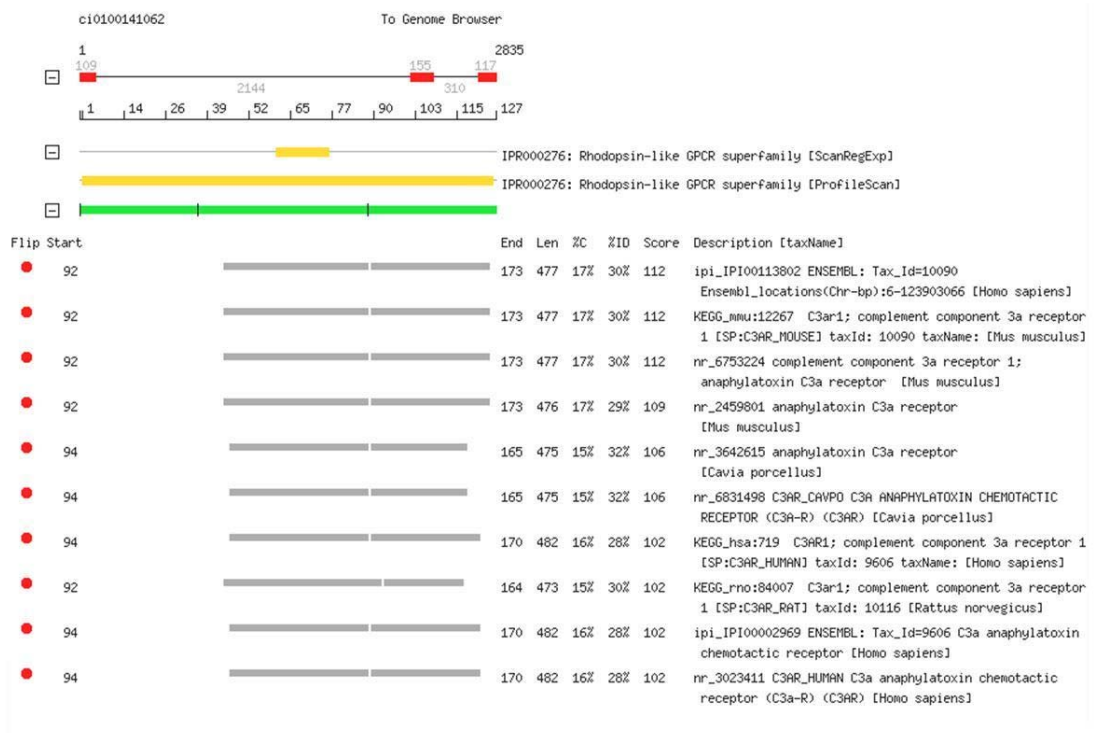 ci0100141062 To Genome Browser
1 2835
109 155 117
2144 310
1 14 26 39 52 65 77 90 103 115 127
IPR000276: Rhodopsin-like GPCR superfamily [ScanRegExp]
IPR000276: Rhodopsin-like GPCR superfamily [ProfileScan]
Flip Start End Len %C %ID Score Description [taxName]
92 173 477 17% 30% 112 ipi_IPI00113802 ENSEMBL: Tax_Id=10090
Ensembl_locations(Chr-bp):6-123903066 [Homo sapiens]
92 173 477 17% 30% 112 KEGG_mmu:12267 C3ar1; complement component 3a receptor
1 [SP:C3AR_MOUSE] taxId: 10090 taxName: [Mus musculus]
92 173 477 17% 30% 112 nr_6753224 complement component 3a receptor 1;
anaphylatoxin C3a receptor [Mus musculus]
92 173 476 17% 29% 109 nr_2459801 anaphylatoxin C3a receptor
[Mus musculus]
94 165 475 15% 32% 106 nr_3642615 anaphylatoxin C3a receptor
[Cavia porcellus]
94 165 475 15% 32% 106 nr_6831498 C3AR_CAVPO C3A ANAPHYLATOXIN CHEMOTACTIC
RECEPTOR (C3A-R) (C3AR) [Cavia porcellus]
94 170 482 16% 28% 102 KEGG_hsa:719 C3AR1; complement component 3a receptor 1
[SP:C3AR_HUMAN] taxId: 9606 taxName: [Homo sapiens]
92 164 473 15% 30% 102 KEGG_rno:84007 C3ar1; complement component 3a receptor
1 [SP:C3AR_RAT] taxId: 10116 [Rattus norvegicus]
94 170 482 16% 28% 102 ipi_IPI00002969 ENSEMBL: Tax_Id=9606 C3a anaphylatoxin
chemotactic receptor [Homo sapiens]
94 170 482 16% 28% 102 nr_3023411 C3AR_HUMAN C3a anaphylatoxin chemotactic
receptor (C3a-R) (C3AR) [Homo sapiens]